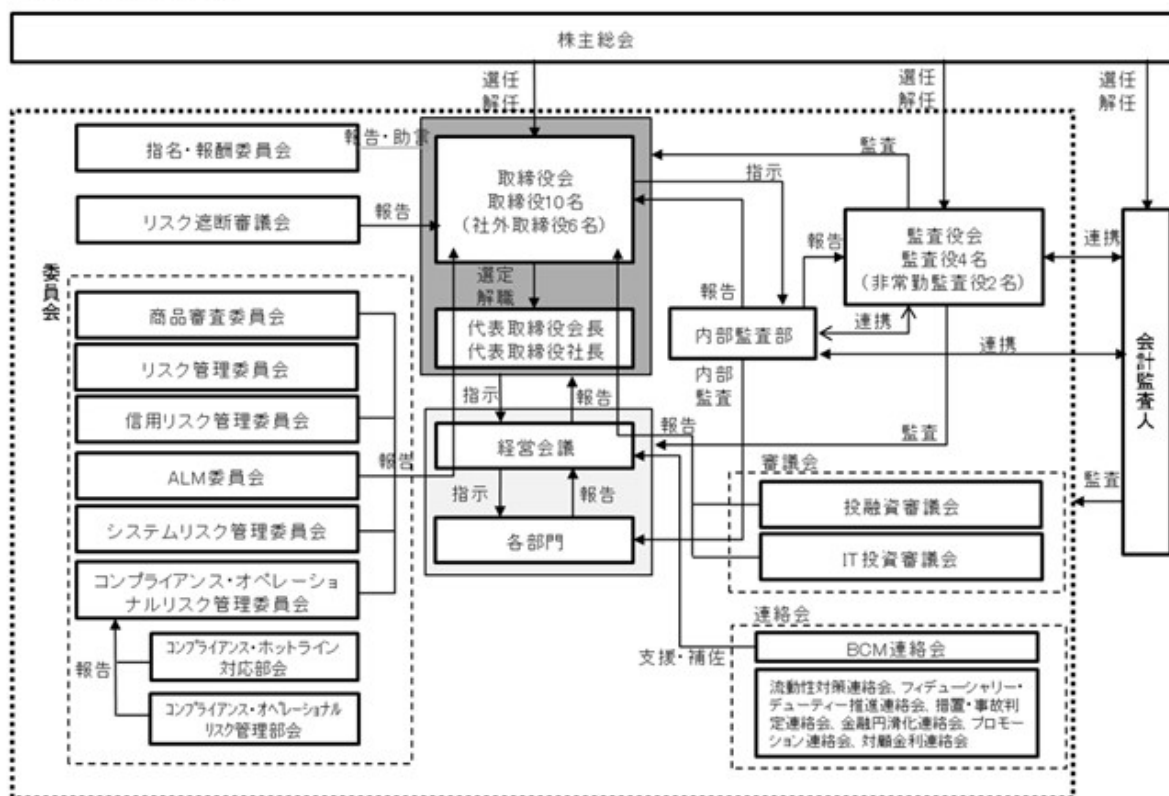 株主総会
選任
解任
選任
解任
選任
解任
指名・報酬委員会
報告・助言
取締役会
取締役10名
(社外取締役6名)
監査
指示
リスク遮断審議会
報告
監査役会
監査役4名
(非常勤監査役2名)
報告
連携
委員会
選定
解職
報告
商品審査委員会
代表取締役会長
代表取締役社長
内部監査部
連携
連携
会計監査人
リスク管理委員会
指示
報告
内部
監査
信用リスク管理委員会
経営会議
報告
監査
審議会
ALM委員会
報告
指示
報告
投融資審議会
監査
システムリスク管理委員会
各部門
IT投資審議会
コンプライアンス・オペレーショ
ナルリスク管理委員会
連絡会
報告
コンプライアンス・ホットライン
対応部会
支援・補佐
BCM連絡会
コンプライアンス・オペレーショナル
リスク管理部会
流動性対策連絡会、フィデューシャリー・
デューティー推進連絡会、措置・事故判
定連絡会、金融円滑化連絡会、プロモ
ーション連絡会、対顧金利連絡会